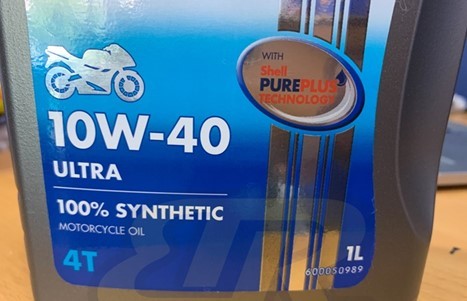 WITH
Shell
PUREPLUS
TECHNOLOGY
10W-40
ULTRA
100% SYNTHETIC
MOTORCYCLE OIL
4T
1L
600050989